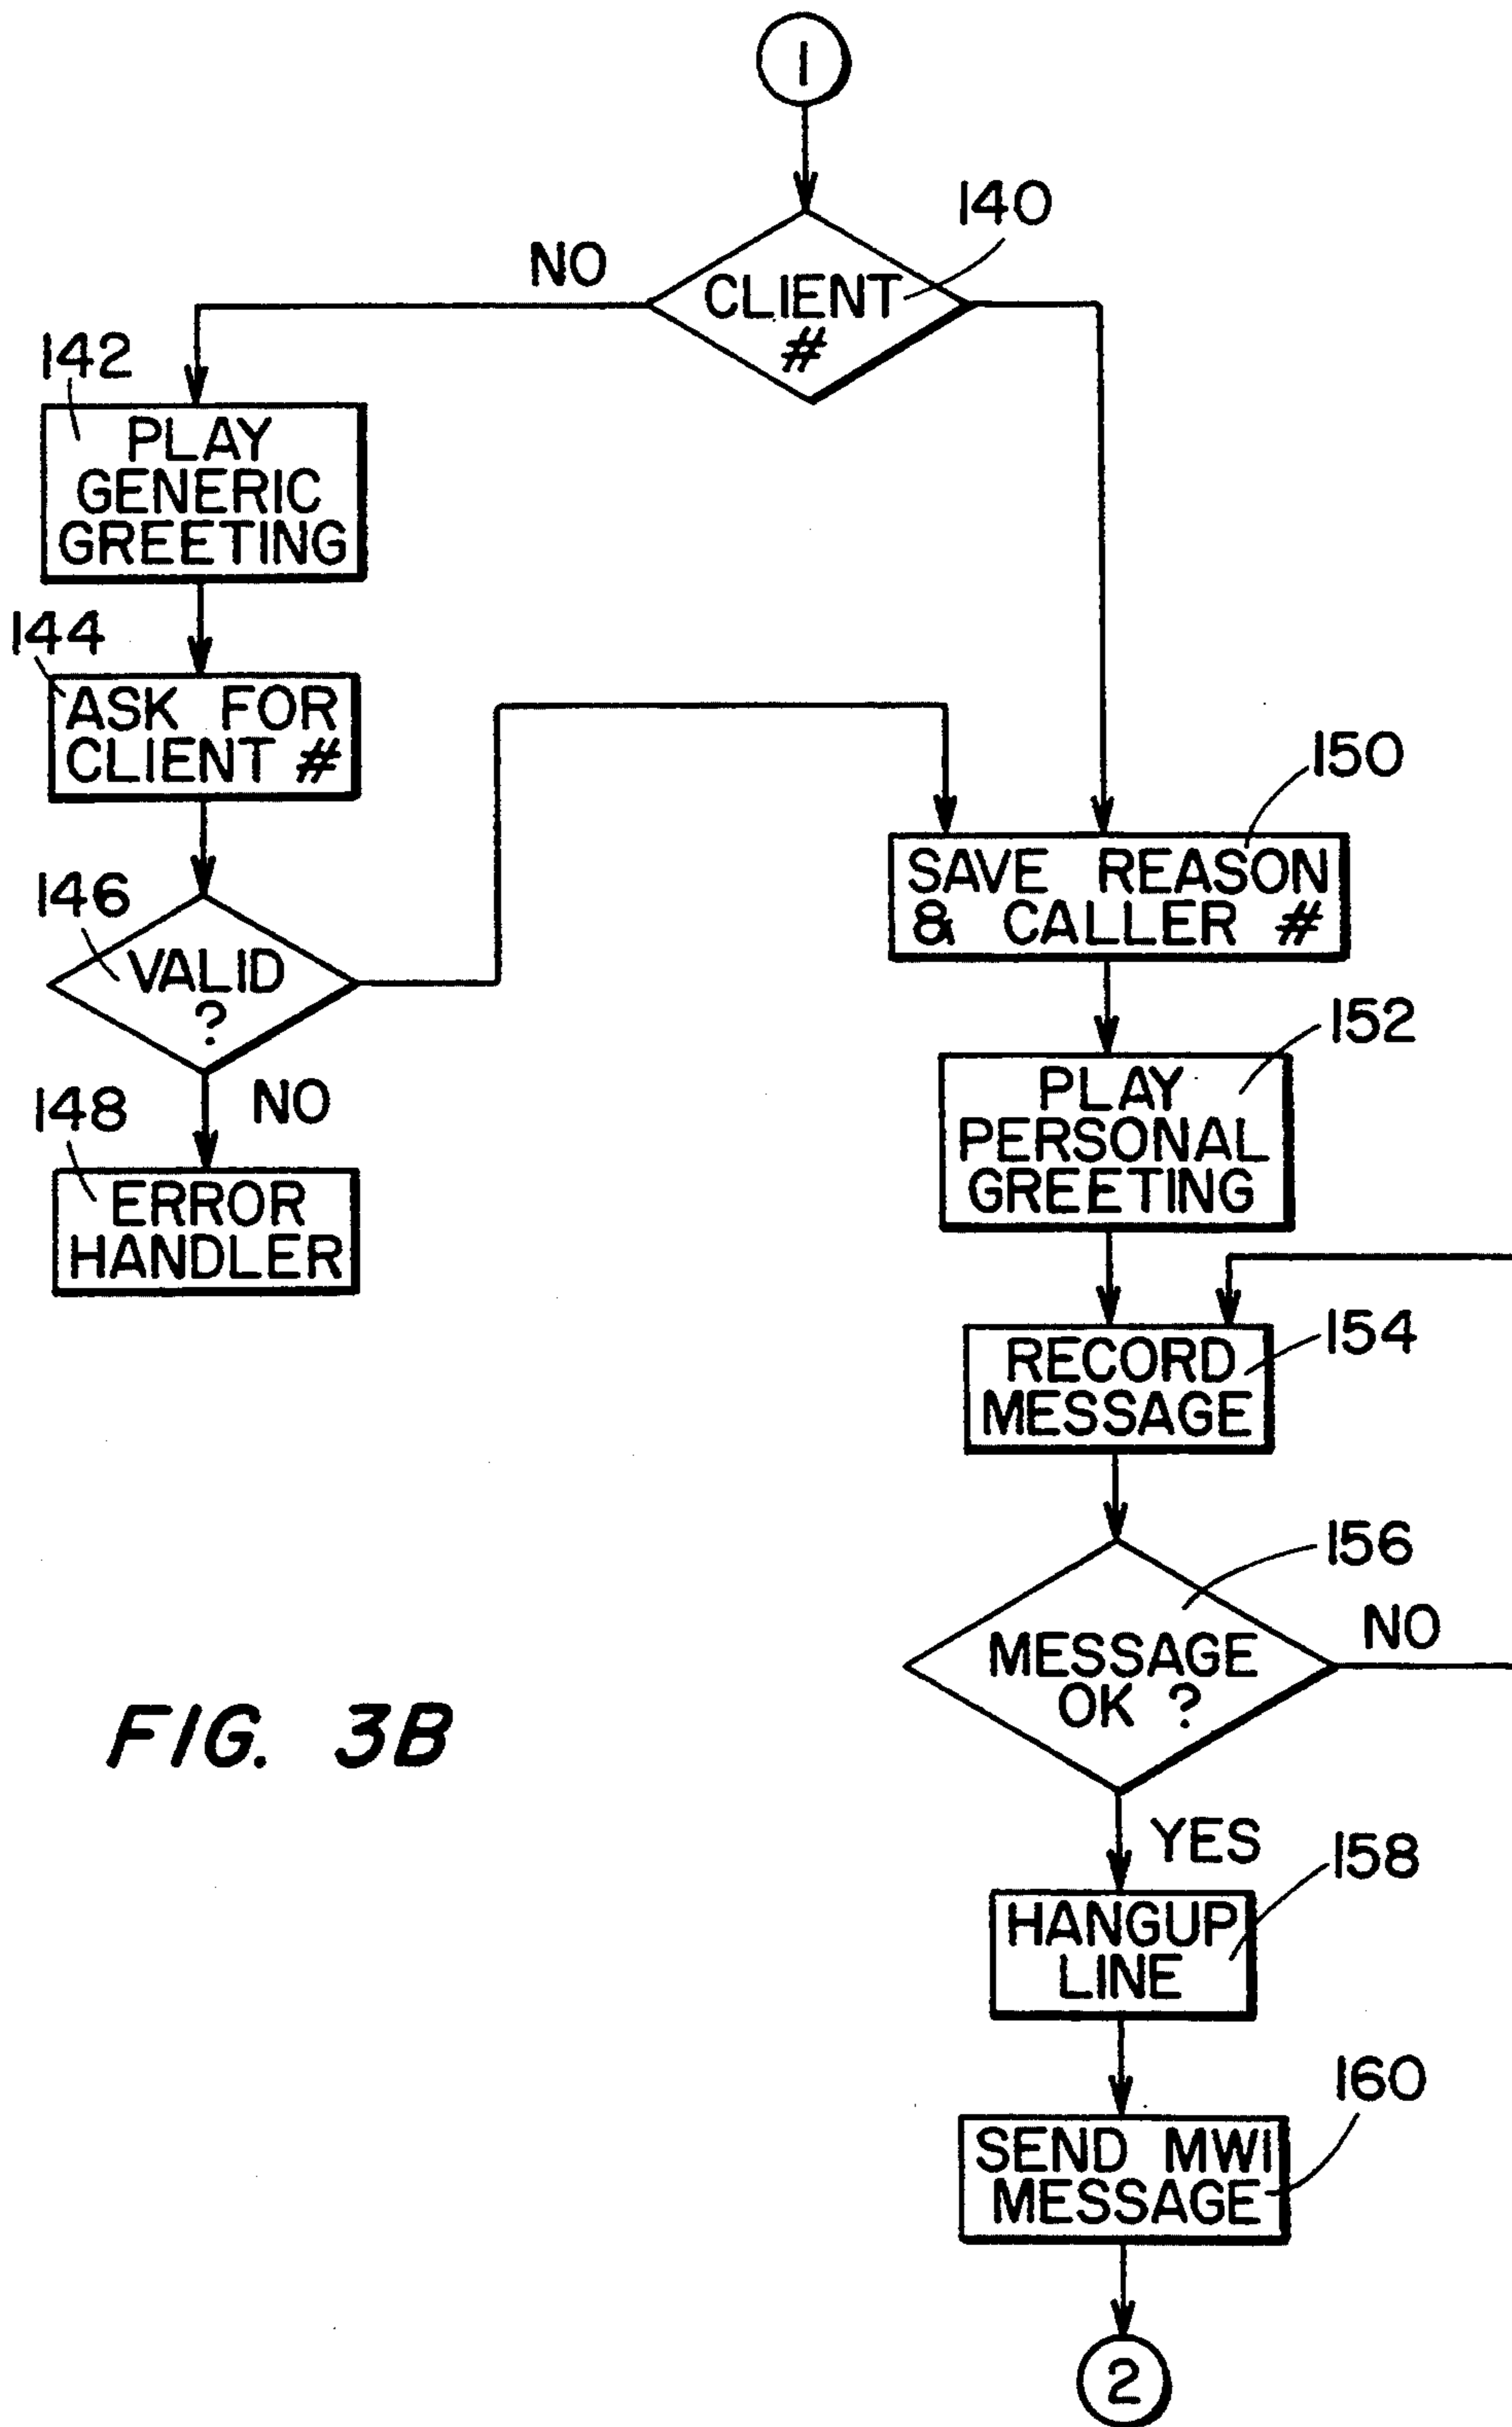 1
140
NO
CLIENT
#
142
PLAY
GENERIC
GREETING
144
ASK FOR
CLIENT #
146
VALID
?
NO
148
ERROR
HANDLER
150
SAVE REASON
& CALLER #
152
PLAY
PERSONAL
GREETING
154
RECORD
MESSAGE
156
MESSAGE
OK ?
NO
YES
158
HANGUP
LINE
160
SEND MWI
MESSAGE
2
FIG. 3B